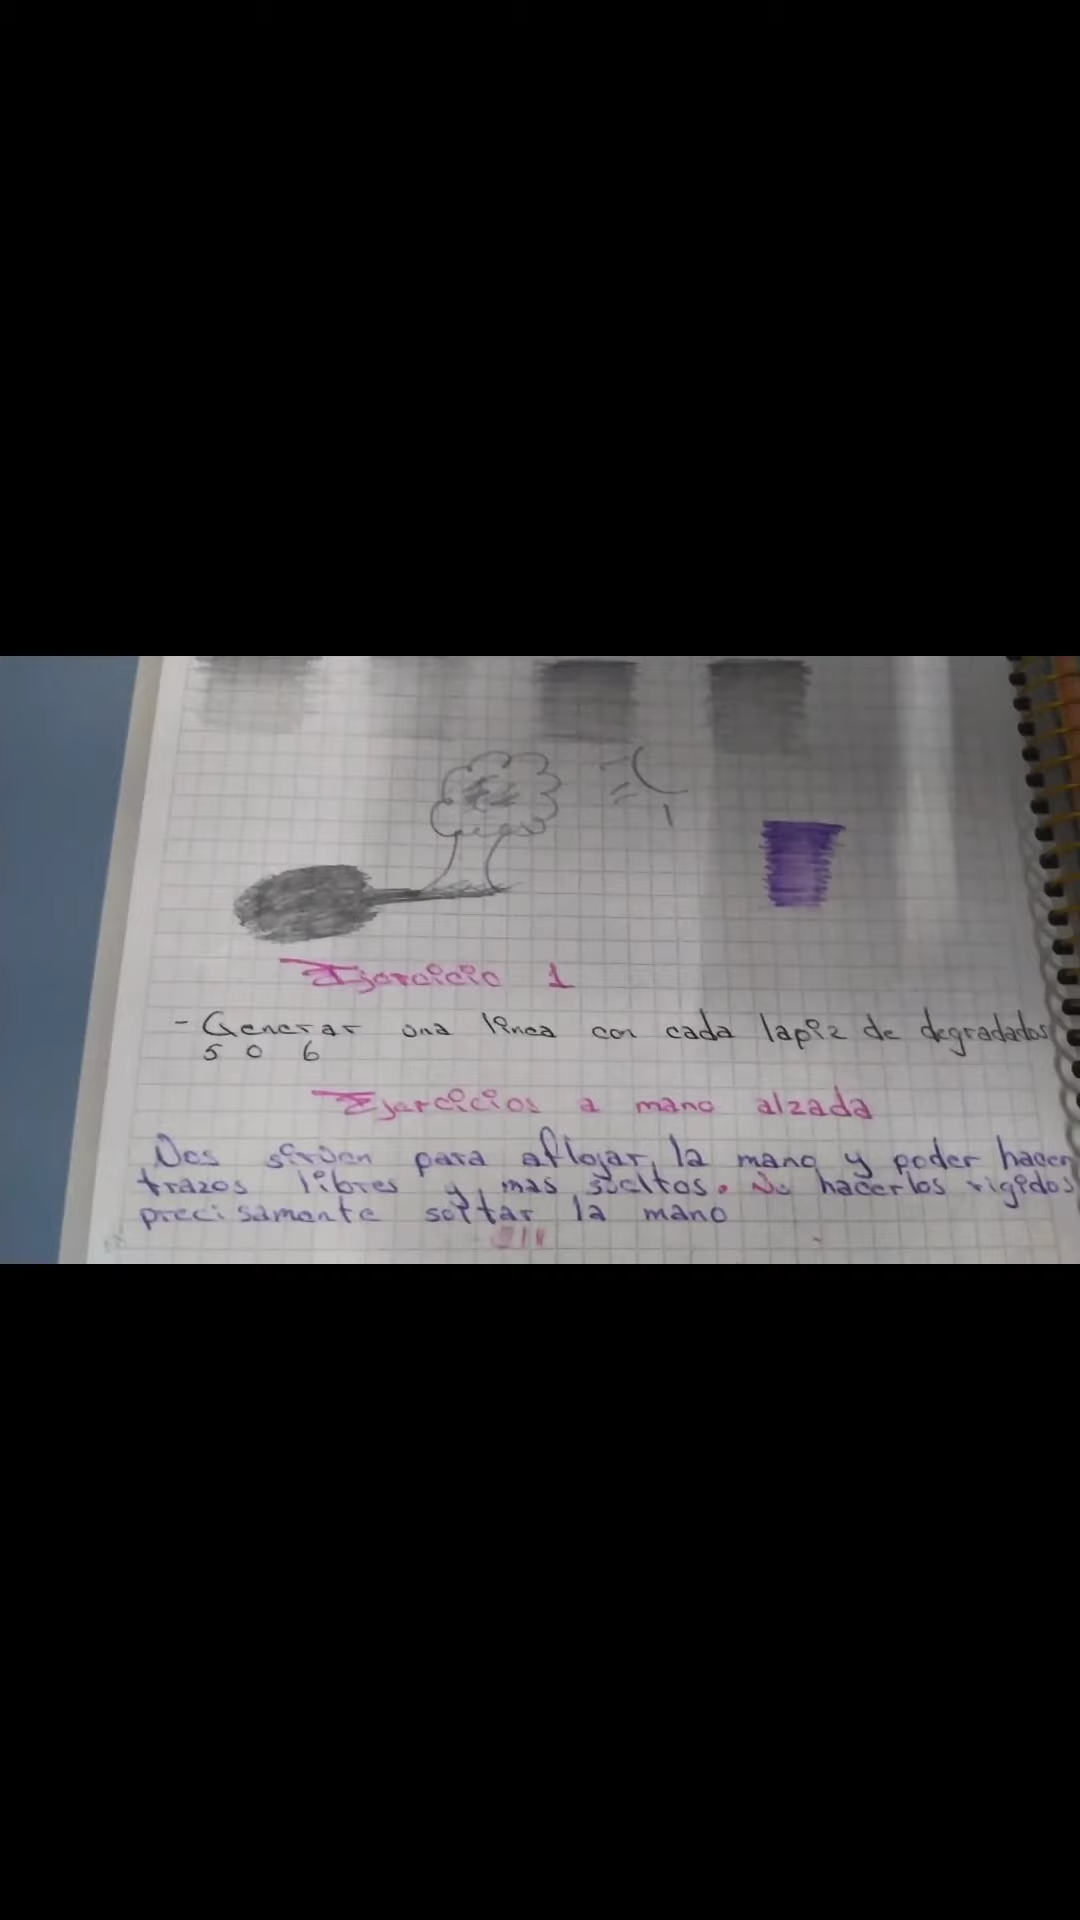 Ejercicio 1
- Generar una linea con cada lapiz de degradados
5 o 6
Ejercicios a mano alzada
Nos sirven para aflojar la mano y poder hacer
trazos libres y mas sueltos. No hacerlos rigidos
precisamente soltar la mano